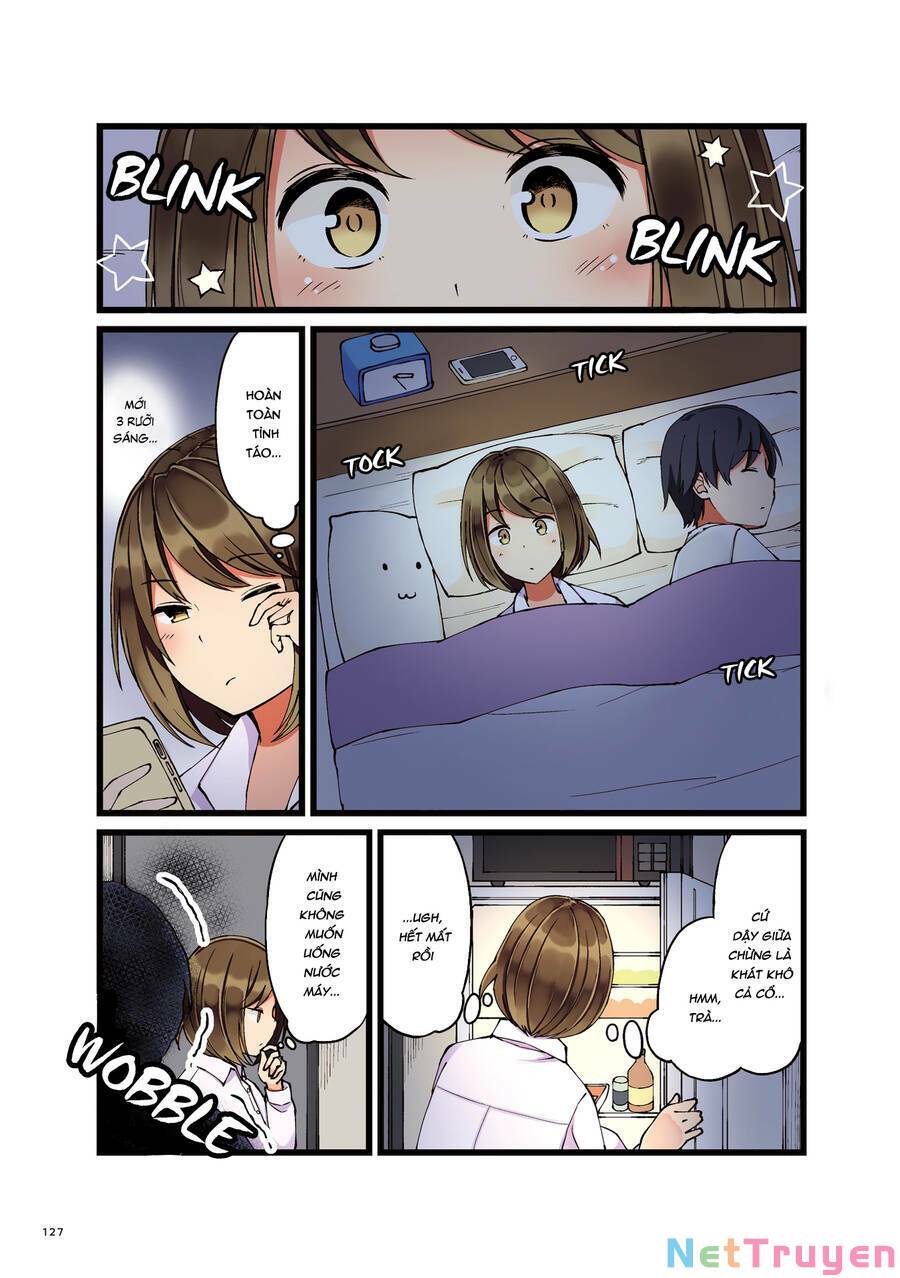 BLINK
BLINK
TICK
TOCK
TICK
HOÀN
TOÀN
TỈNH
TÁO...
MỚI
3 RƯỠI
SÁNG...
CỨ
DẬY GIỮA
CHỪNG LÀ
KHÁT KHÔ
CẢ CỔ...
HMM,
TRÀ...
...UGH,
HẾT MẤT
RỒI
MÌNH
CŨNG
KHÔNG
MUỐN
UỐNG
NƯỚC
MÁY...
WOBBLE
127
NetTruyen